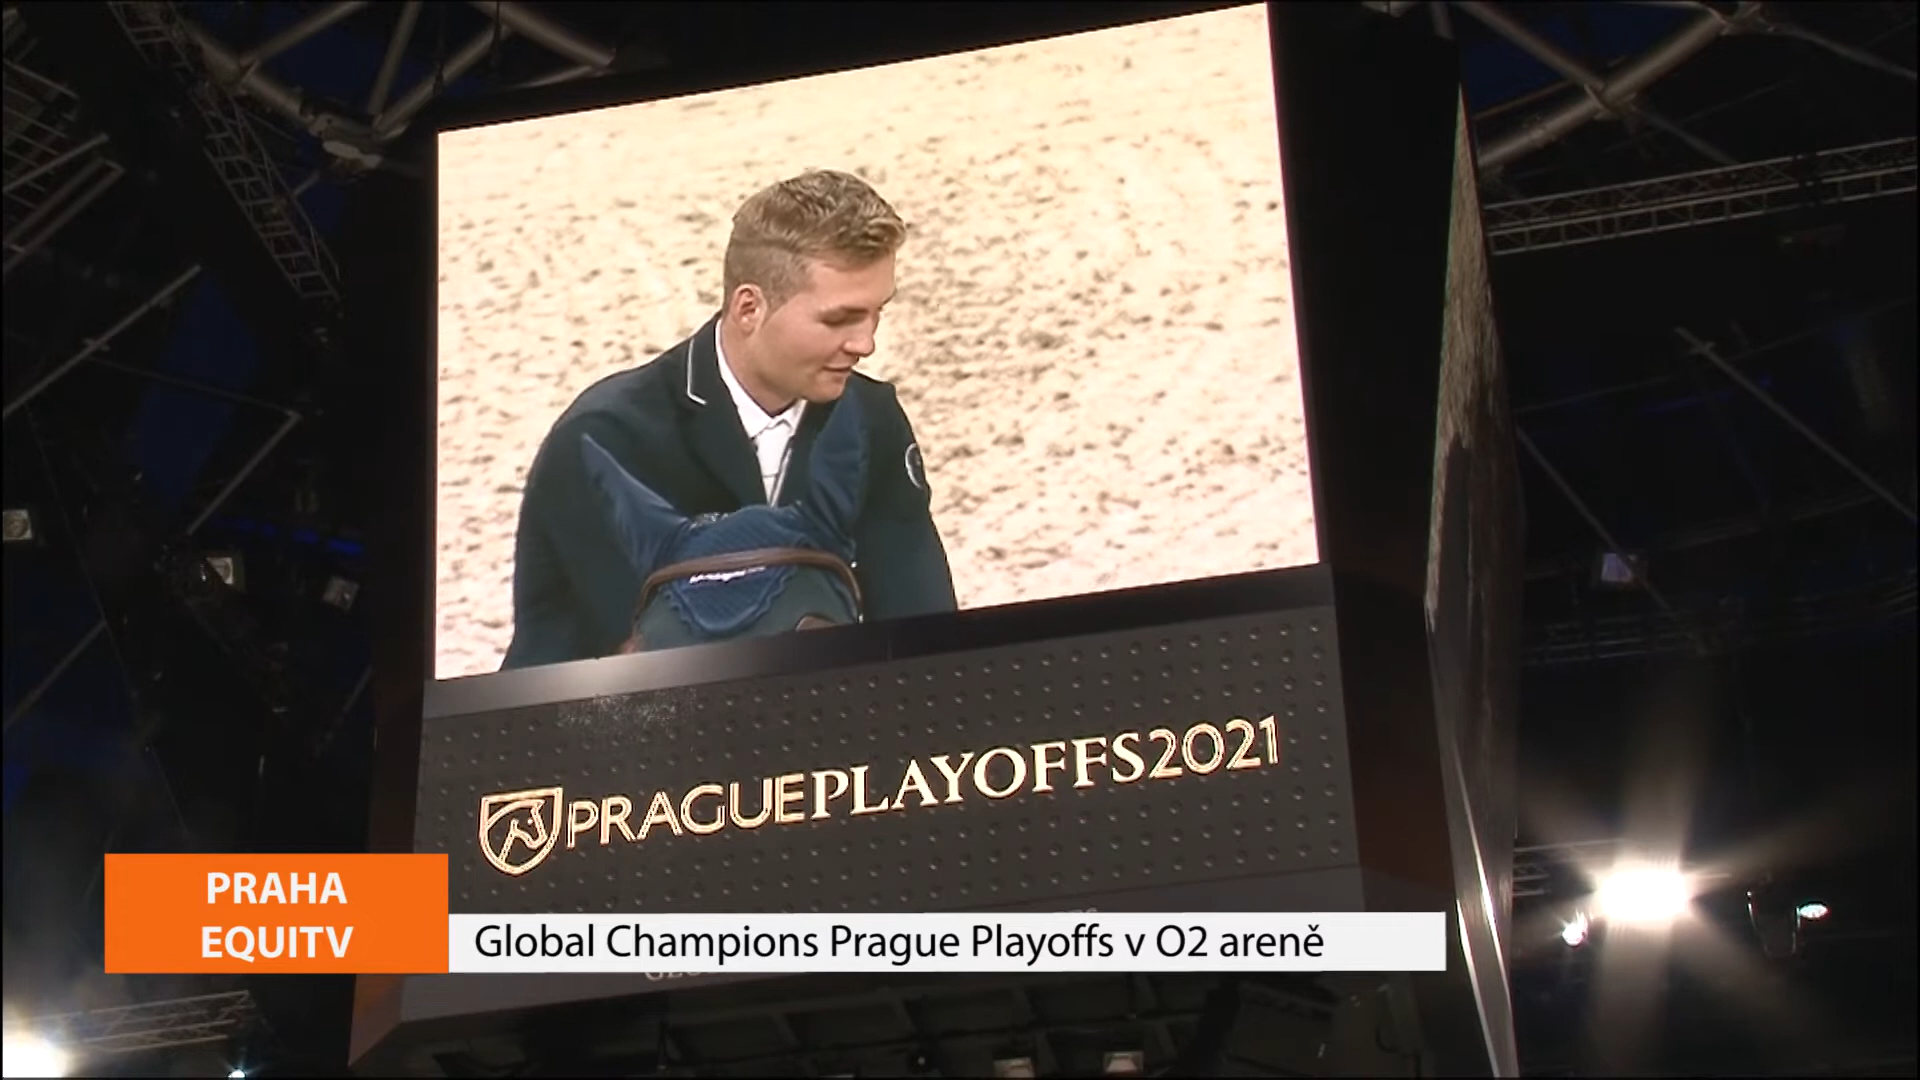 PRAGUEPLAYOFFS2021
PRAHA
EQUITV
Global Champions Prague Playoffs v O2 areně